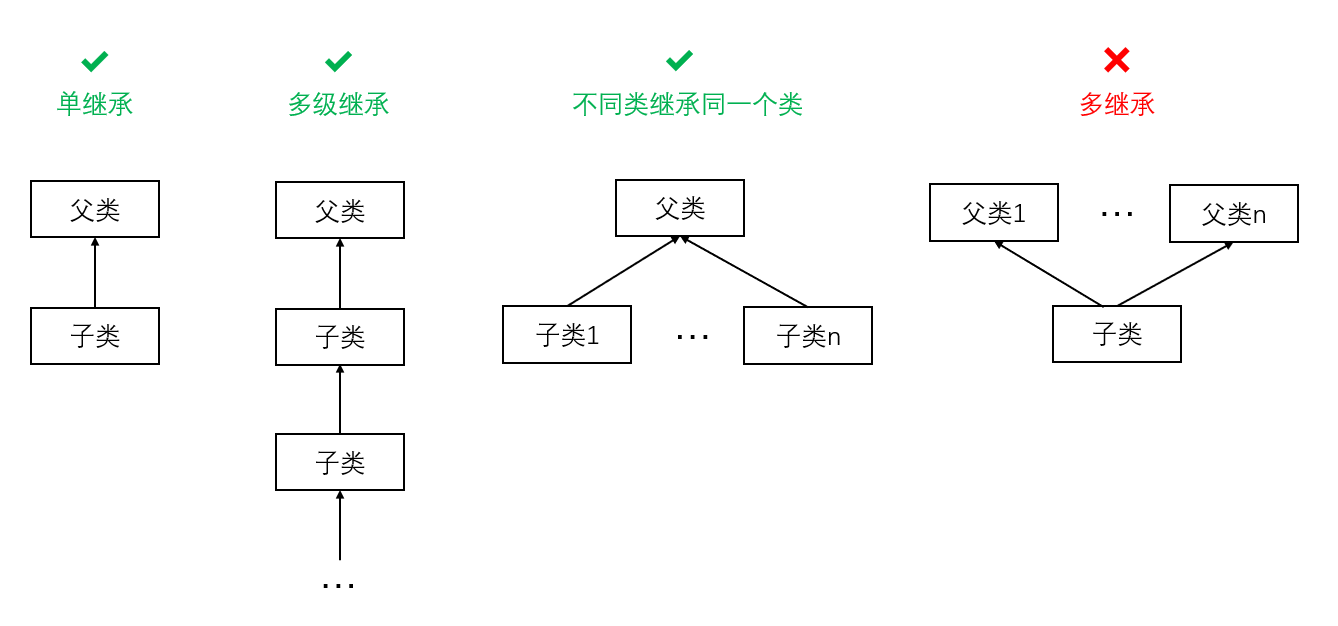 单继承
多级继承
不同类继承同一个类
多继承
父类
子类
父类
子类
子类
...
父类
子类1
...
子类n
父类1
...
父类n
子类